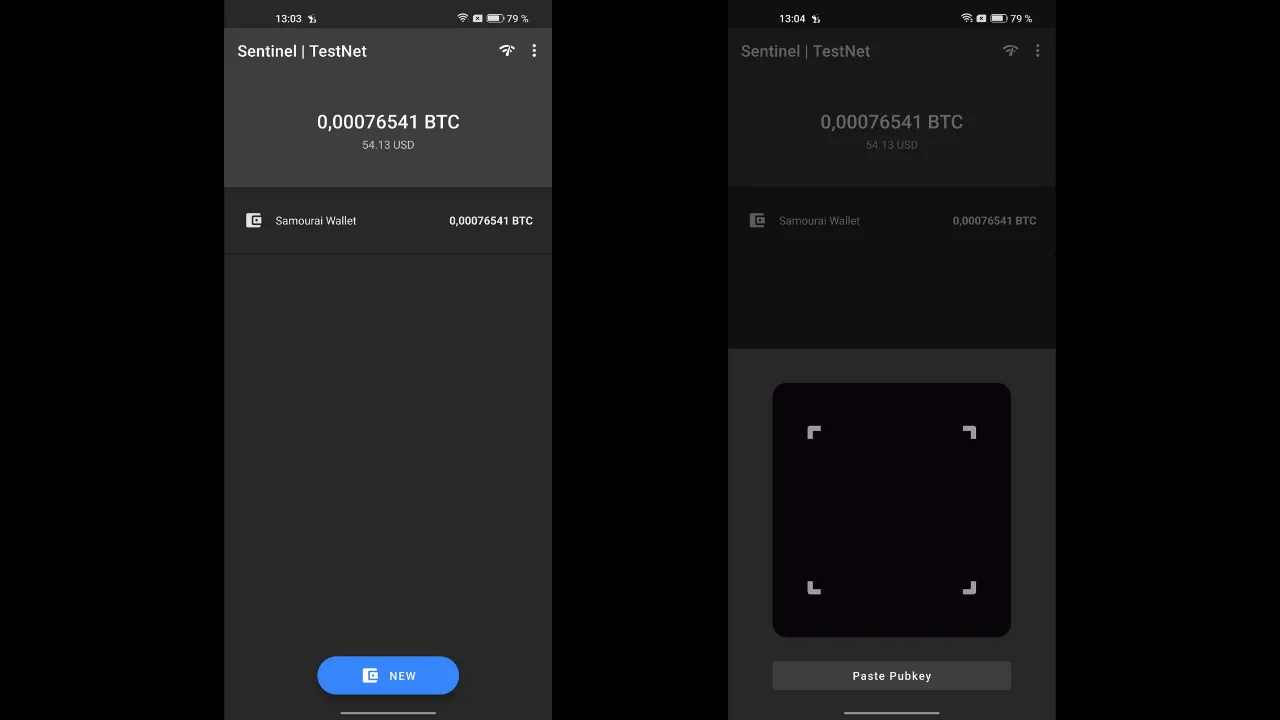 13:03 79 %
Sentinel | TestNet
0,00076541 BTC
54.13 USD
Samourai Wallet 0,00076541 BTC
NEW
13:04 79 %
Sentinel | TestNet
0,00076541 BTC
54.13 USD
Samourai Wallet 0,00076541 BTC
Paste Pubkey